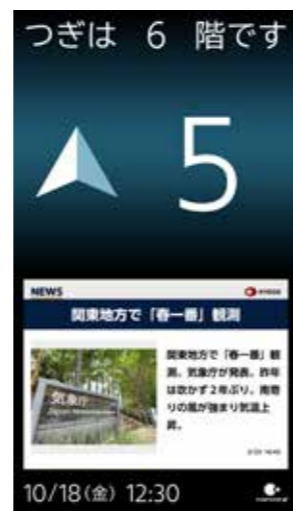 つぎは 6 階です
5
NEWS
関東地方で「春一番」観測
関東地方で「春一番」観
測。気象庁が発表。昨年
は吹かず2年ぶり。南寄
りの風が強まり気温上
昇。
気象庁
10/18(金) 12:30